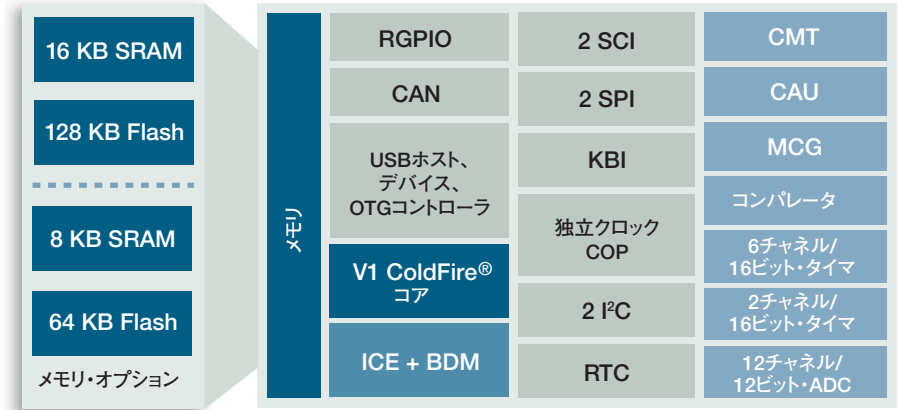 16 KB SRAM
128 KB Flash
8 KB SRAM
64 KB Flash
メモリ・オプション
メモリ
RGPIO
CAN
USBホスト、
デバイス、
OTGコントローラ
V1 ColdFire®
コア
ICE + BDM
2 SCI
2 SPI
KBI
独立クロック
COP
2 I²C
RTC
CMT
CAU
MCG
コンパレータ
6チャネル/
16ビット・タイマ
2チャネル/
16ビット・タイマ
12チャネル/
12ビット・ADC